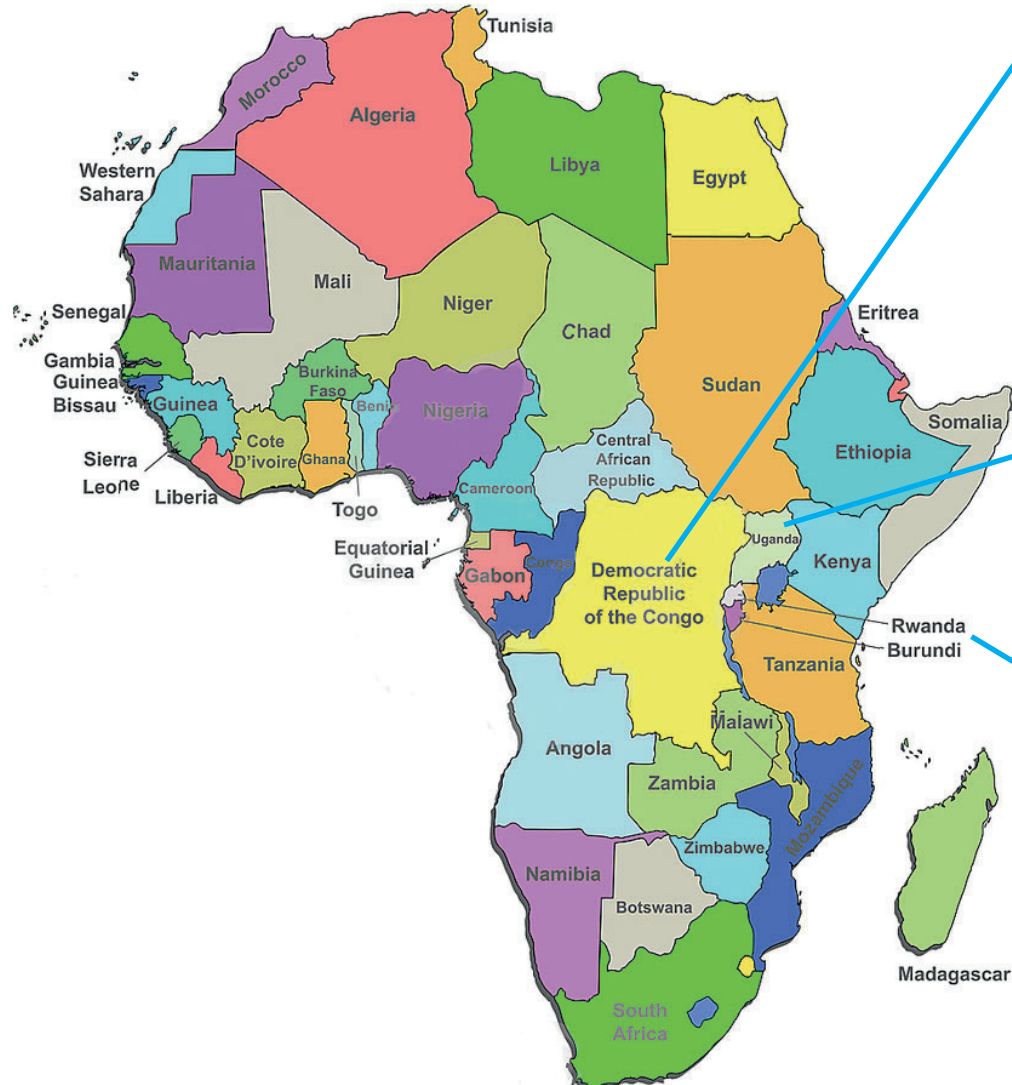 Tunisia
Morocco
Algeria
Libya
Egypt
Western
Sahara
Mauritania
Mali
Niger
Chad
Sudan
Eritrea
Senegal
Gambia
Guinea
Bissau
Guinea
Burkina
Faso
Benin
Nigeria
Somalia
Ethiopia
Cote
D'ivoire
Ghana
Central
African
Republic
Sierra
Leone
Liberia
Togo
Cameroon
Equatorial
Guinea
Gabon
Congo
Democratic
Republic
of the Congo
Uganda
Kenya
Rwanda
Burundi
Tanzania
Angola
Malawi
Zambia
Mozambique
Namibia
Zimbabwe
Botswana
Madagascar
South
Africa